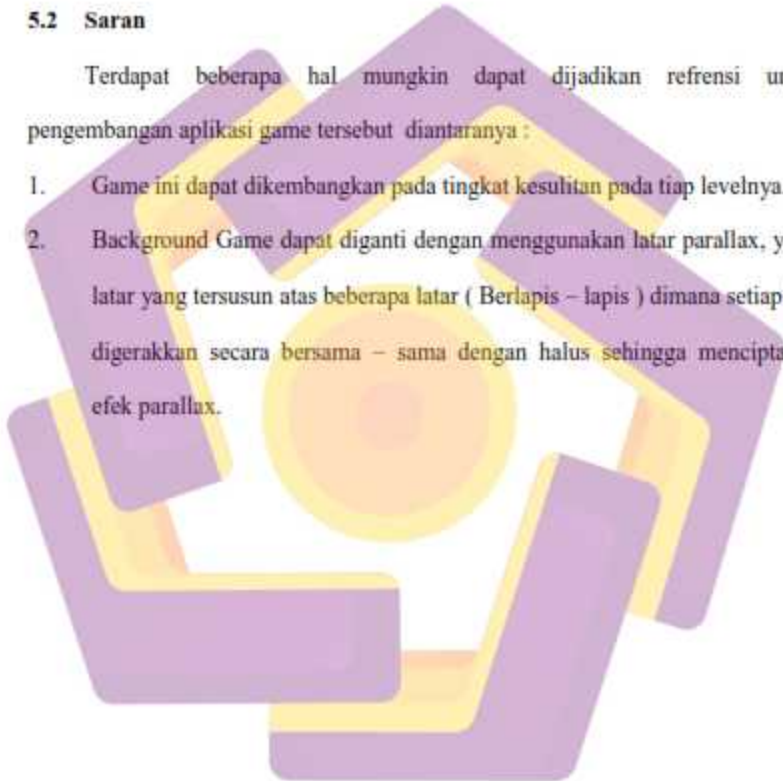 5.2 Saran
Terdapat beberapa hal mungkin dapat dijadikan refrensi
pengembangan aplikasi game tersebut diantaranya :
1. Game ini dapat dikembangkan pada tingkat kesulitan pada tiap levelnya
2. Background Game dapat diganti dengan menggunakan latar parallax,
latar yang tersusun atas beberapa latar ( Berlapis – lapis ) dimana setiap
digerakkan secara bersama – sama dengan halus sehingga
efek parallax.